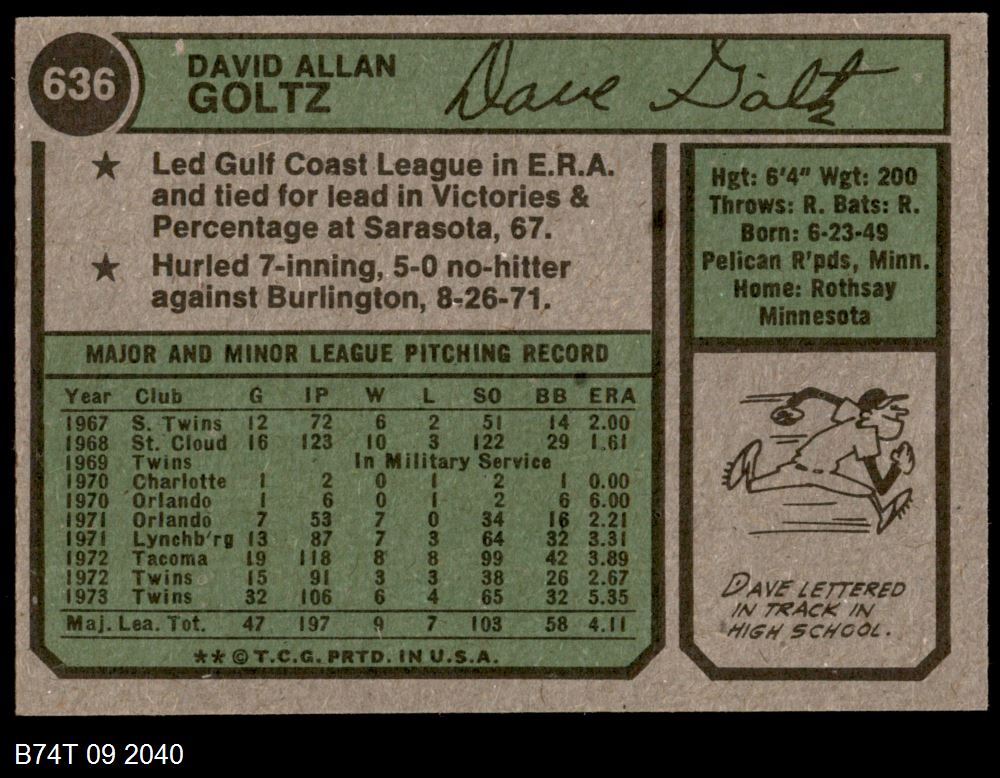 636
DAVID ALLAN
GOLTZ
Dave Goltz
★ Led Gulf Coast League in E.R.A.
and tied for lead in Victories &
Percentage at Sarasota, 67.
★ Hurled 7-inning, 5-0 no-hitter
against Burlington, 8-26-71.
Hgt: 6'4" Wgt: 200
Throws: R. Bats: R.
Born: 6-23-49
Pelican R'pds, Minn.
Home: Rothsay
Minnesota
MAJOR AND MINOR LEAGUE PITCHING RECORD
Year Club G IP W L SO BB ERA
1967 S. Twins 12 72 6 2 51 14 2.00
1968 St. Cloud 16 123 10 3 122 29 1.61
1969 Twins In Military Service
1970 Charlotte 1 2 0 1 2 1 0.00
1970 Orlando 1 6 0 1 2 6 6.00
1971 Orlando 7 53 7 0 34 16 2.21
1971 Lynchb'rg 13 87 7 3 64 32 3.31
1972 Tacoma 19 118 8 8 99 42 3.89
1972 Twins 15 91 3 3 38 26 2.67
1973 Twins 32 106 6 4 65 32 5.35
Maj. Lea. Tot. 47 197 9 7 103 58 4.11
** © T.C.G. PRTD. IN U.S.A.
DAVE LETTERED
IN TRACK IN
HIGH SCHOOL.
B74T 09 2040